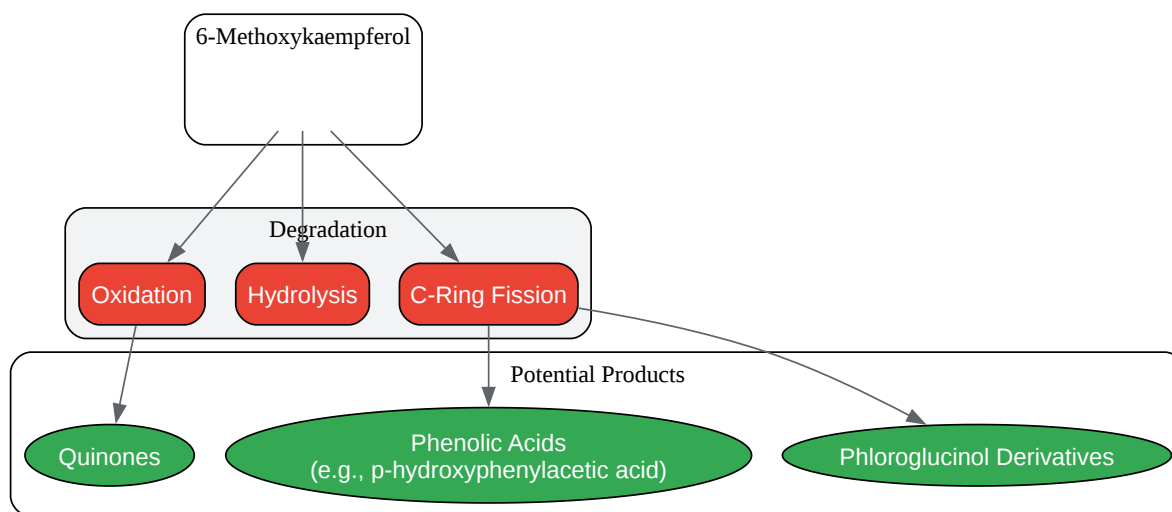 6-Methoxykaempferol
Degradation
Oxidation
Hydrolysis
C-Ring Fission
Potential Products
Quinones
Phenolic Acids
(e.g., p-hydroxyphenylacetic acid)
Phloroglucinol Derivatives